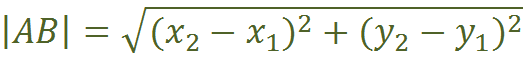 |AB| = √(x₂ − x₁)² + (y₂ − y₁)²